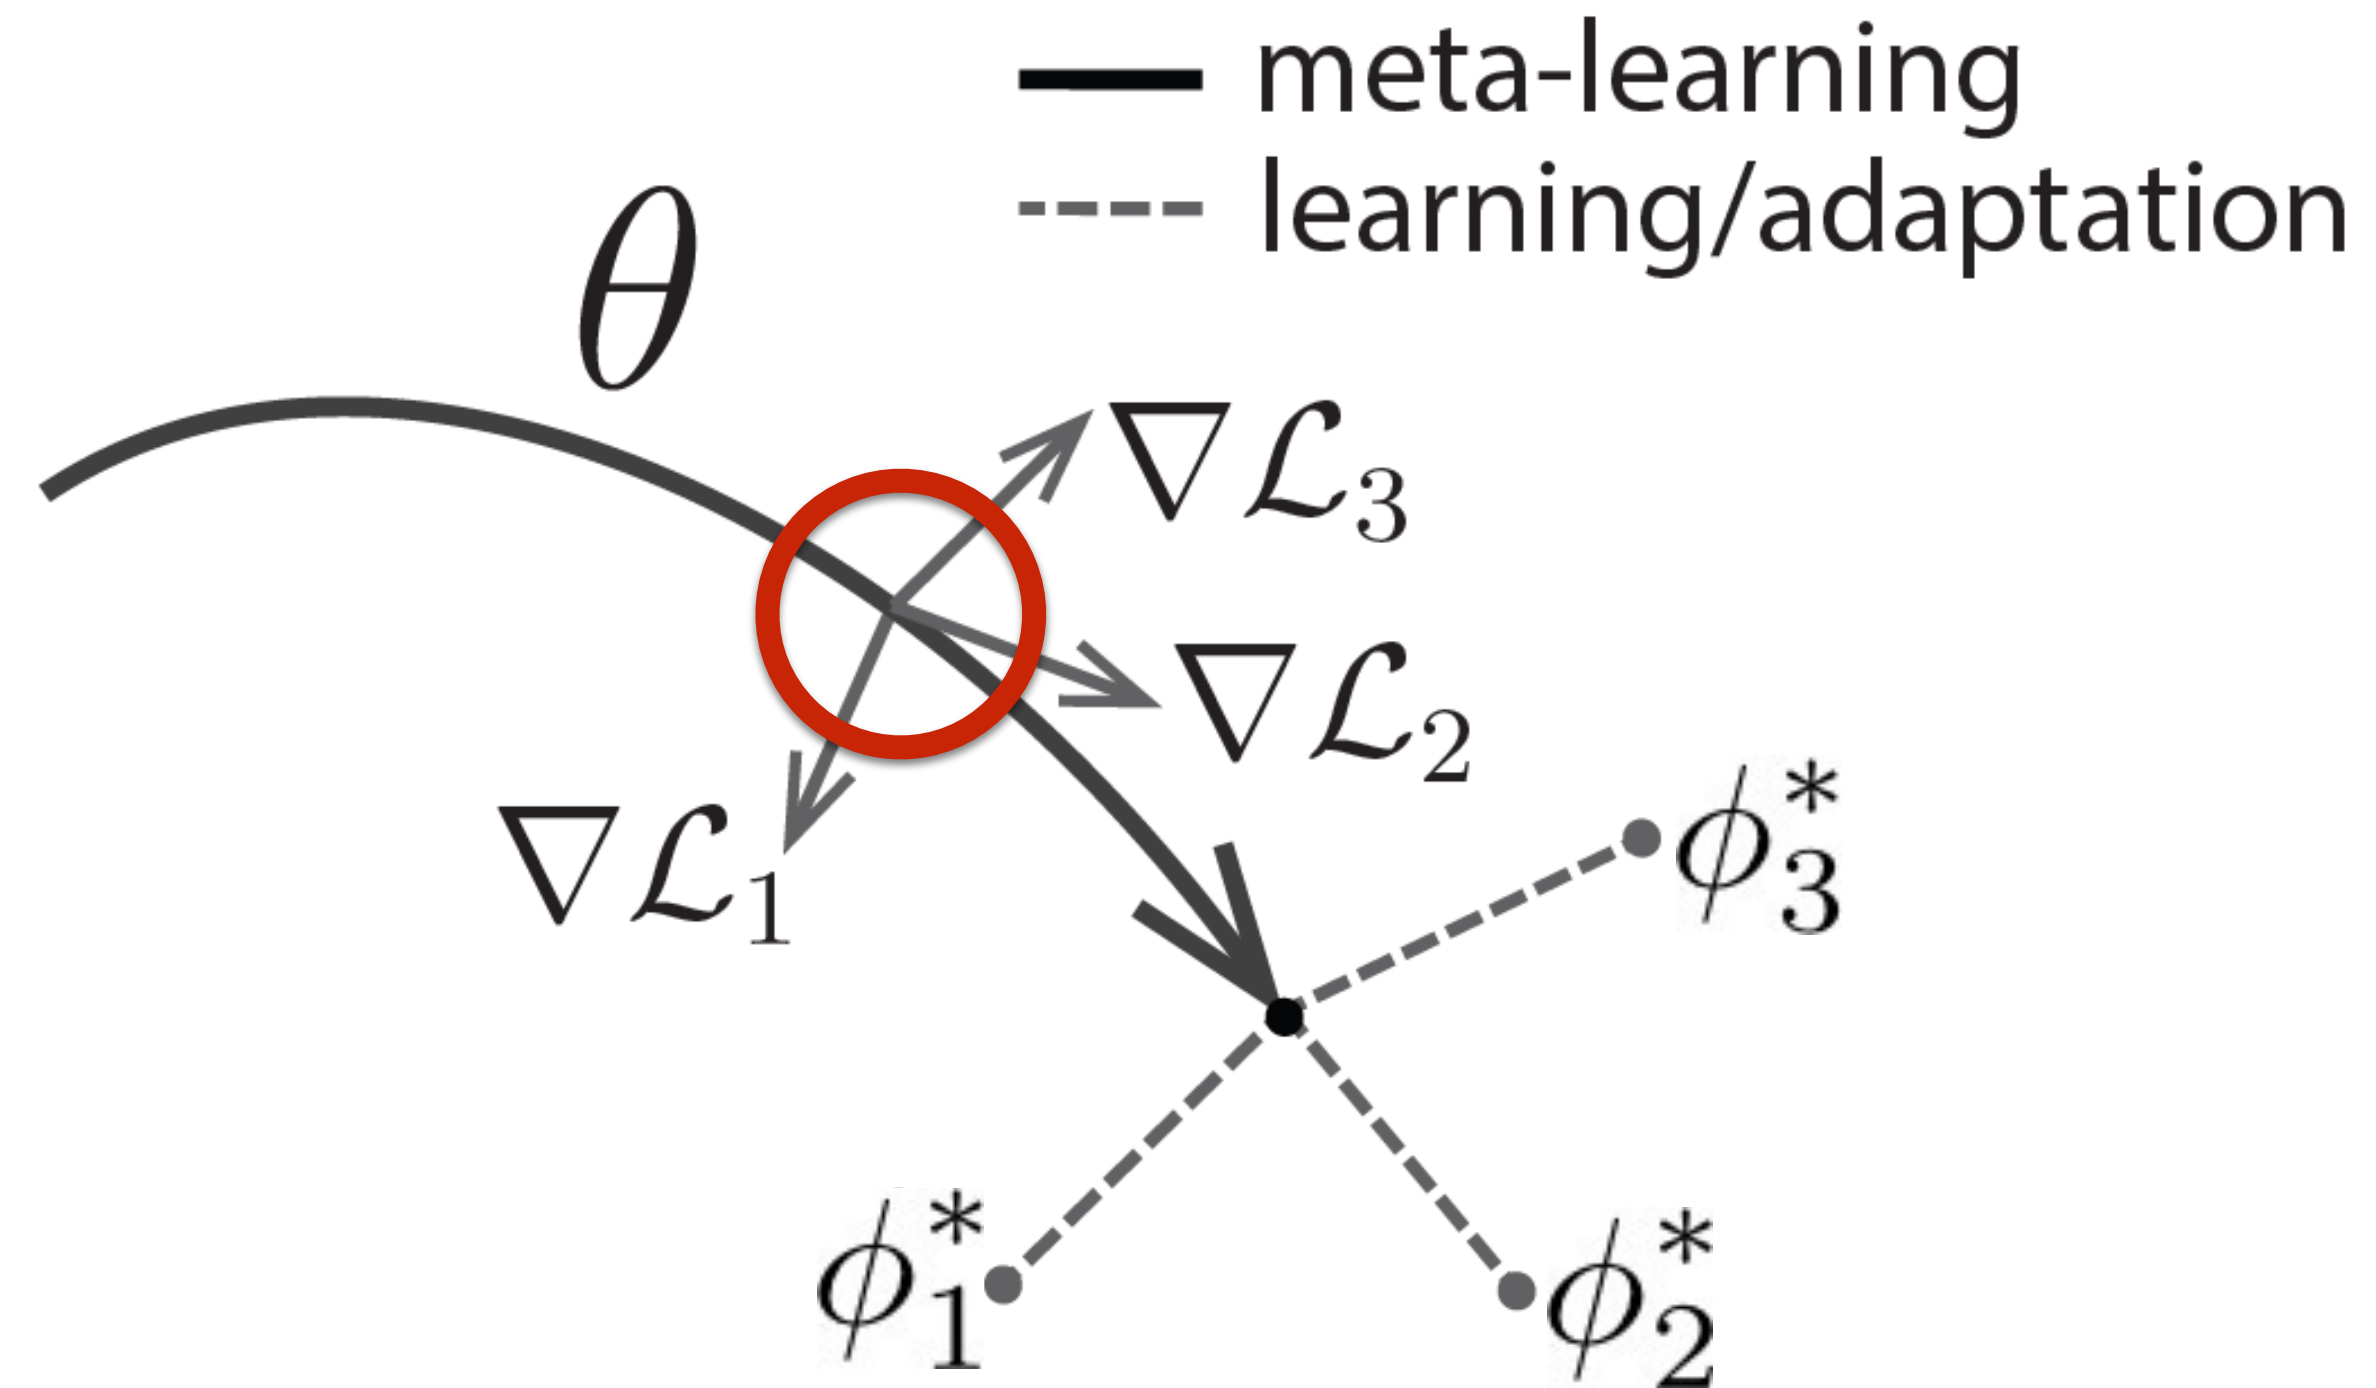 meta-learning
learning/adaptation
θ
∇ℒ₃
∇ℒ₂
∇ℒ₁
ϕ*₃
ϕ*₁
ϕ*₂